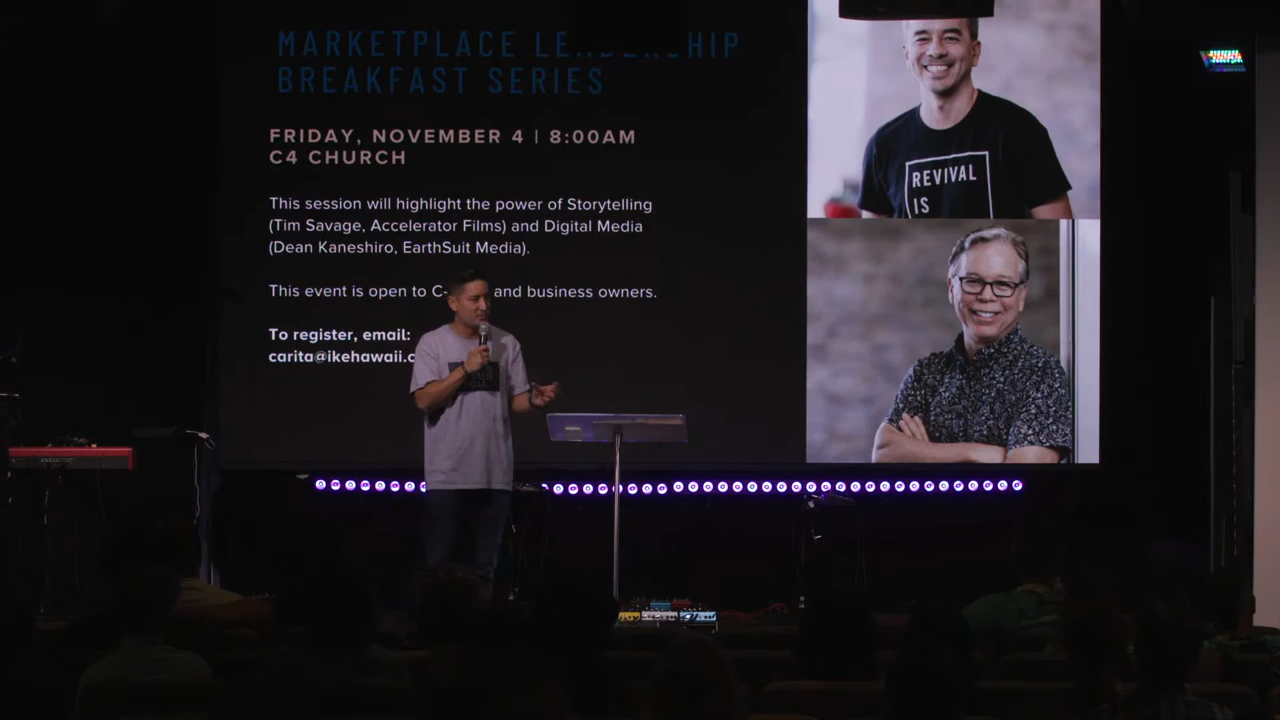 MARKETPLACE LEADERSHIP
BREAKFAST SERIES
FRIDAY, NOVEMBER 4 | 8:00AM
C4 CHURCH
This session will highlight the power of Storytelling
(Tim Savage, Accelerator Films) and Digital Media
(Dean Kaneshiro, EarthSuit Media).
This event is open to C- and business owners.
To register, email:
carita@ikehawaii.c
REVIVAL
IS